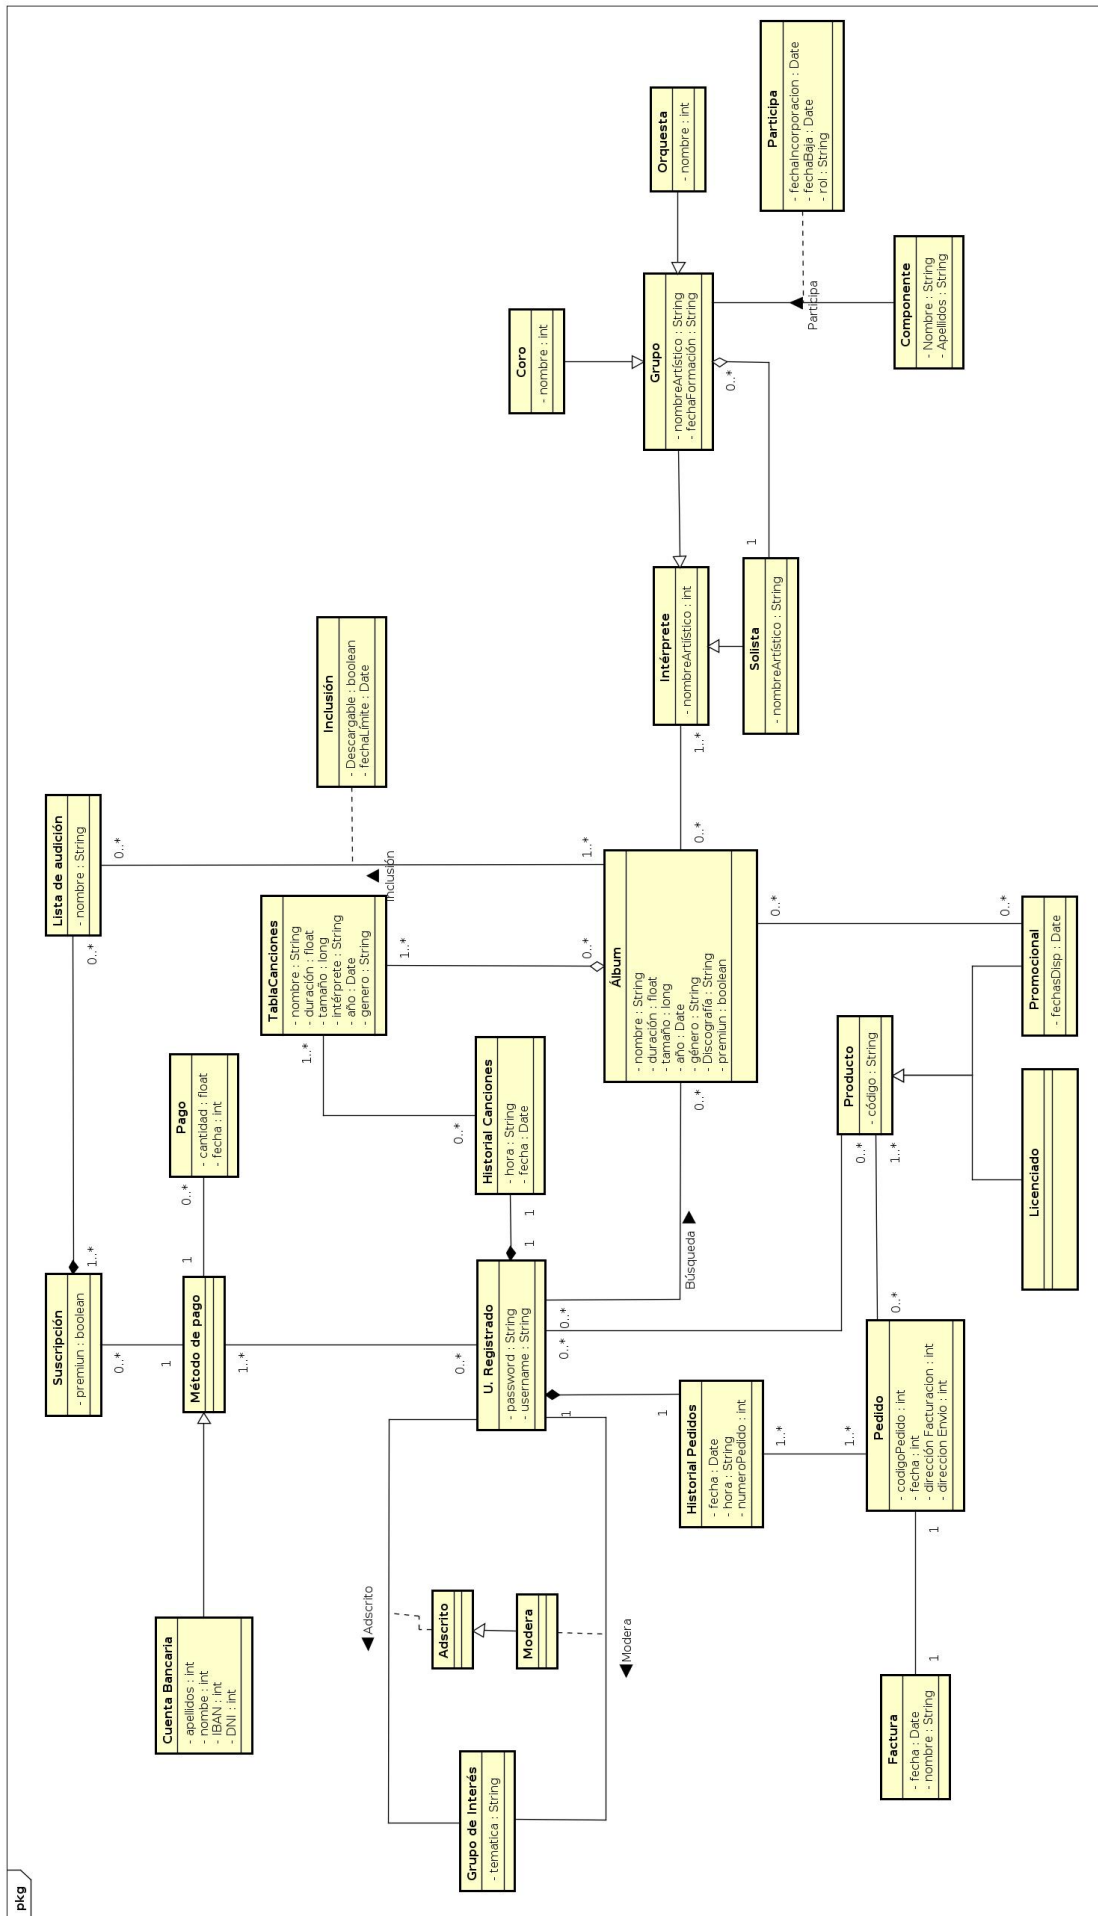 pkg
Cuenta Bancaria
- apellidos : int
- nombe : int
- IBAN : int
- DNI : int
Grupo de Interés
- tematica : String
Factura
- fecha : Date
- nombre : String
Adscrito
Modera
Adscrito
Modera
Suscripción
- premiun : boolean
0..*
1..*
Método de pago
1
1
1..*
Pago
- cantidad : float
- fecha : int
0..*
U. Registrado
- password : String
- username : String
0..*
1
0..*
0..*
1
Historial Pedidos
- fecha : Date
- hora : String
- numeroPedido : int
1
1..*
Pedido
- codigoPedido : int
- fecha : int
- dirección Facturacion : int
- direccion Envio : int
1..*
1
1
0..*
Lista de audición
- nombre : String
0..*
0..*
TablaCanciones
- nombre : String
- duración : float
- tamaño : long
- intérprete : String
- año : Date
- genero : String
1..*
1..*
Historial Canciones
- hora : String
- fecha : Date
0..*
1
Búsqueda
Álbum
- nombre : String
- duración : float
- tamaño : long
- año : Date
- género : String
- Discografía : String
- premiun : boolean
0..*
0..*
1..*
0..*
0..*
Producto
- código : String
0..*
1..*
Licenciado
Promocional
- fechasDisp : Date
0..*
Inclusión
Inclusión
- Descargable : boolean
- fechaLímite : Date
Intérprete
- nombreArtiístico : int
1..*
Solista
- nombreArtístico : String
1
Coro
- nombre : int
Grupo
- nombreArtístico : String
- fechaFormación : String
0..*
Orquesta
- nombre : int
Participa
Participa
- fechaIncorporacion : Date
- fechaBaja : Date
- rol : String
Componente
- Nombre : String
- Apellidos : String